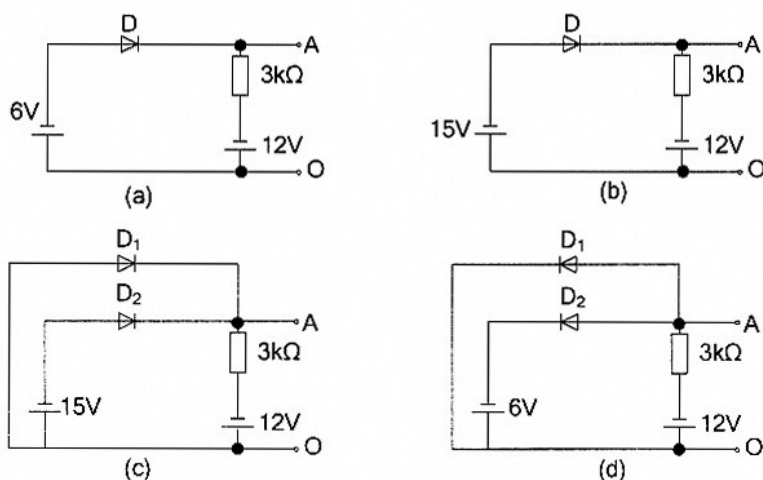 D A D A
3kΩ 3kΩ
6V 15V
12V 12V
O O
(a) (b)
D₁ D₁
D₂ D₂
A A
3kΩ 3kΩ
15V 6V
12V 12V
O O
(c) (d)